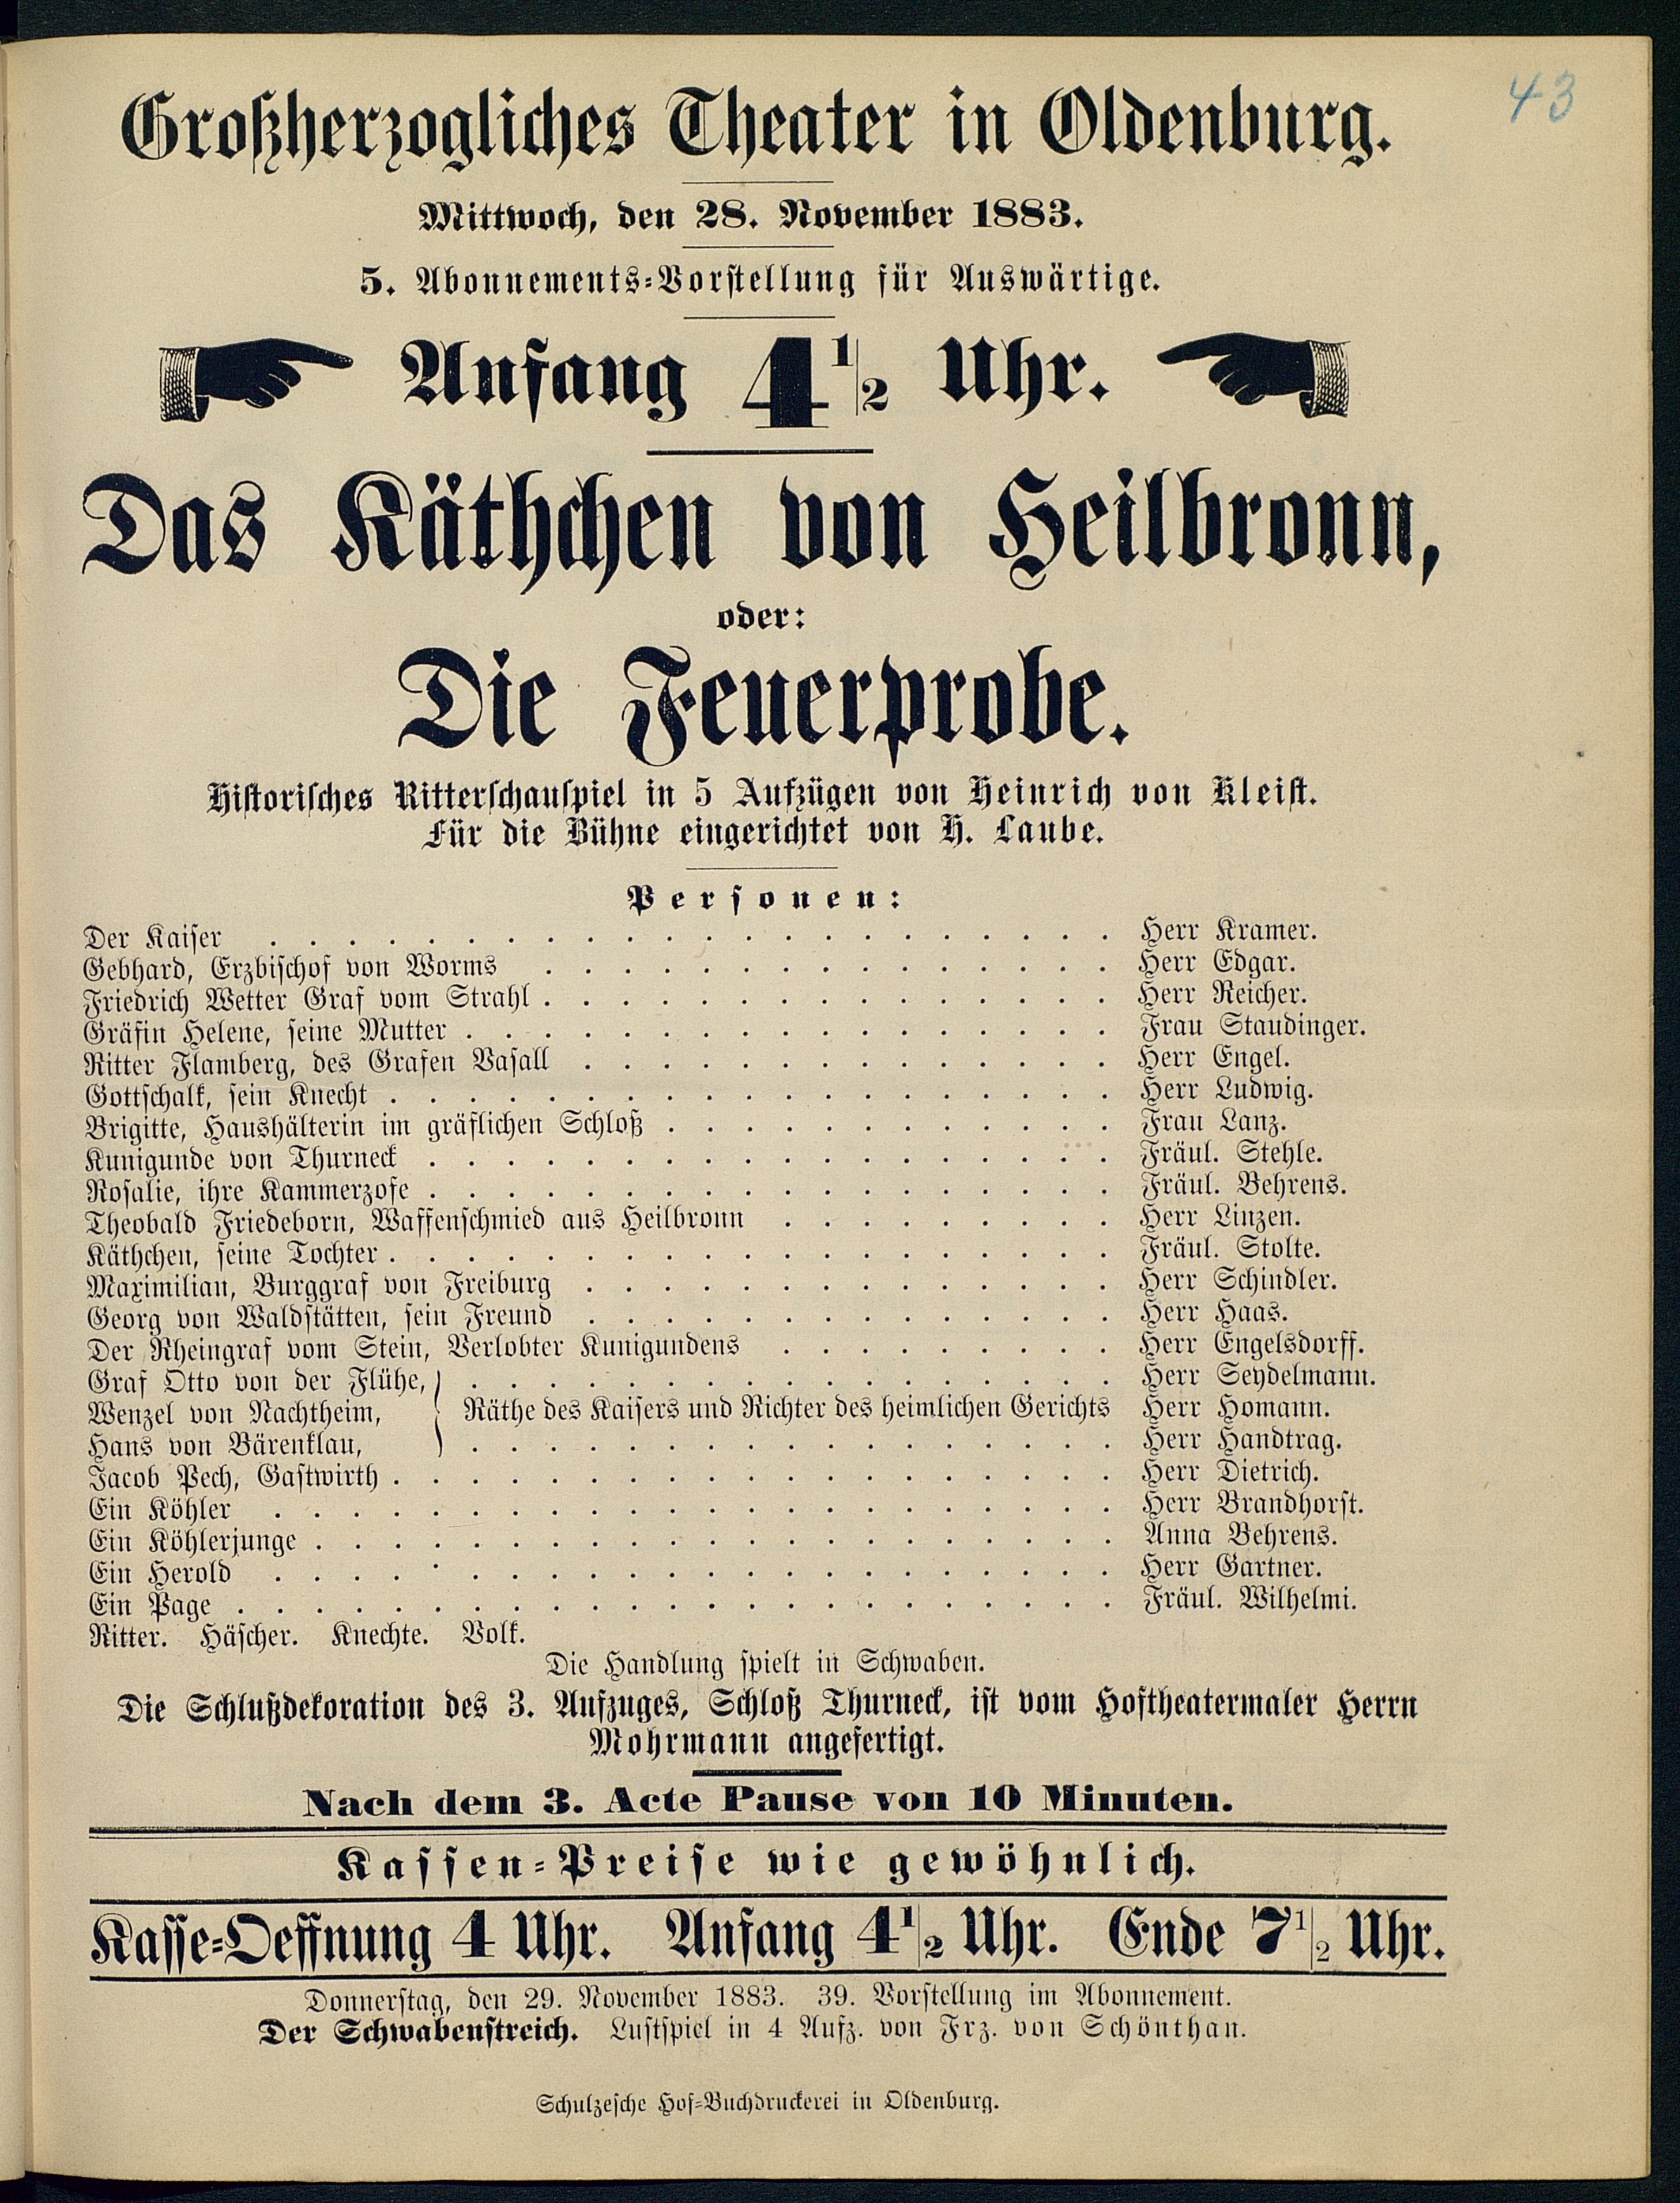 43
Großherzogliches Theater in Oldenburg.
Mittwoch, den 28. November 1883.
5. Abonnements-Vorstellung für Auswärtige.
Anfang 4 1/2 Uhr.
Das Käthchen von Heilbronn,
oder:
Die Feuerprobe.
Historisches Ritterschauspiel in 5 Aufzügen von Heinrich von Kleist.
Für die Bühne eingerichtet von H. Laube.
Personen:
Der Kaiser . . . . . Herr Kramer.
Gebhard, Erzbischof von Worms . . . . . Herr Edgar.
Friedrich Wetter Graf vom Strahl . . . . . Herr Reicher.
Gräfin Helene, seine Mutter . . . . . Frau Staudinger.
Ritter Flamberg, des Grafen Vasall . . . . . Herr Engel.
Gottschalk, sein Knecht . . . . . Herr Ludwig.
Brigitte, Haushälterin im gräflichen Schloß . . . . . Frau Lanz.
Kunigunde von Thurneck . . . . . Fräul. Stehle.
Rosalie, ihre Kammerzofe . . . . . Fräul. Behrens.
Theobald Friedeborn, Waffenschmied aus Heilbronn . . . . . Herr Linzen.
Käthchen, seine Tochter . . . . . Fräul. Stolte.
Maximilian, Burggraf von Freiburg . . . . . Herr Schindler.
Georg von Waldstätten, sein Freund . . . . . Herr Haas.
Der Rheingraf vom Stein, Verlobter Kunigundens . . . . . Herr Engelsdorff.
Graf Otto von der Flühe, . . . . . Herr Seydelmann.
Wenzel von Nachtheim, } Räthe des Kaisers und Richter des heimlichen Gerichts Herr Homann.
Hans von Bärenklau, . . . . . Herr Handtrag.
Jacob Pech, Gastwirth . . . . . Herr Dietrich.
Ein Köhler . . . . . Herr Brandhorst.
Ein Köhlerjunge . . . . . Anna Behrens.
Ein Herold . . . . . Herr Gartner.
Ein Page . . . . . Fräul. Wilhelmi.
Ritter. Häscher. Knechte. Volk.
Die Handlung spielt in Schwaben.
Die Schlußdekoration des 3. Aufzuges, Schloß Thurneck, ist vom Hoftheatermaler Herrn
Mohrmann angefertigt.
Nach dem 3. Acte Pause von 10 Minuten.
Kassen-Preise wie gewöhnlich.
Kasse-Oeffnung 4 Uhr. Anfang 4 1/2 Uhr. Ende 7 1/2 Uhr.
Donnerstag, den 29. November 1883. 39. Vorstellung im Abonnement.
Der Schwabenstreich. Lustspiel in 4 Aufz. von Frz. von Schönthan.
Schulzesche Hof-Buchdruckerei in Oldenburg.